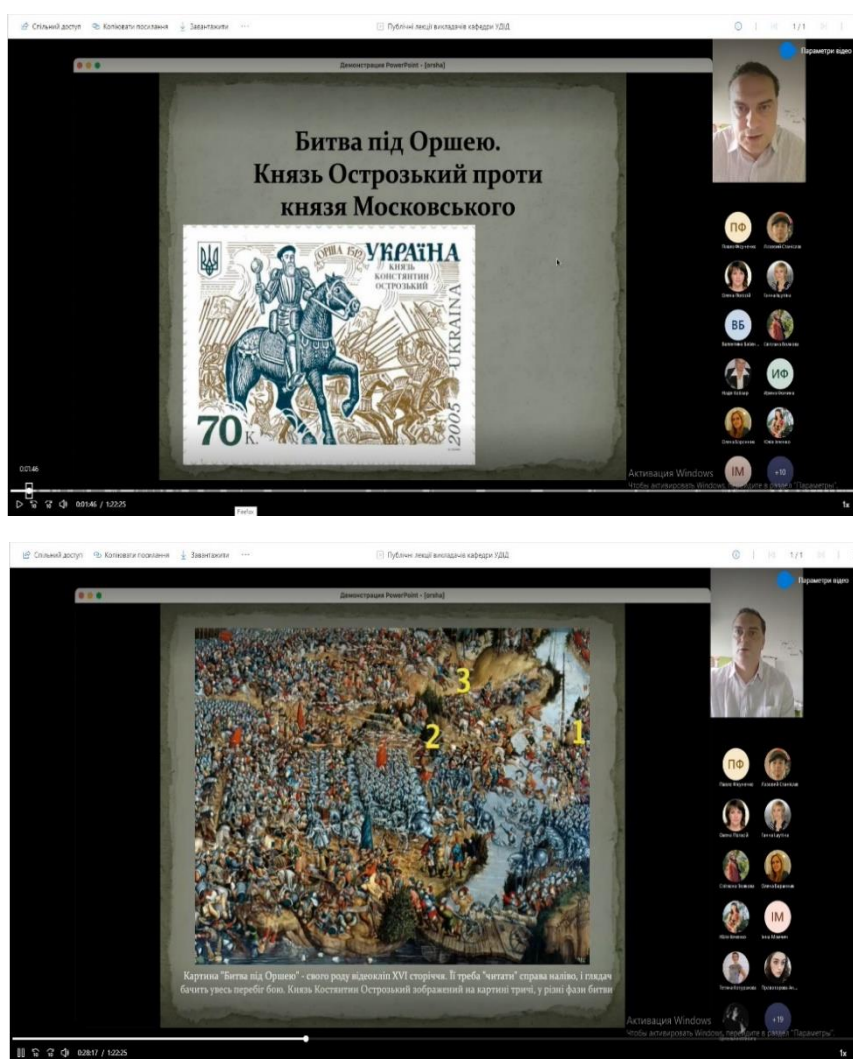 Спільний доступ Копіювати посилання Завантажити ··· Публічні лекції викладачів кафедри УДІД 1/1
Параметри відео
Демонстрация PowerPoint - [orsha]
Битва під Оршею.
Князь Острозький проти
князя Московського
ОРША 1512
УКРАЇНА
КНЯЗЬ
КОНСТЯНТИН
ОСТРОЗЬКИЙ
UKRAINA
2005
70 К.
ПФ
ВБ
ИФ
ІМ +10
Активация Windows
Чтобы активировать Windows, перейдите в раздел "Параметры".
0:01:46
0:01:46 / 1:22:25 1x
Firefox
Спільний доступ Копіювати посилання Завантажити ··· Публічні лекції викладачів кафедри УДІД 1/1
Параметри відео
Демонстрация PowerPoint - [orsha]
3
2
1
ПФ
ІМ
Картина "Битва під Оршею" - свого роду відеокліп XVI сторіччя. Її треба "читати" справа наліво, і глядач
бачить увесь перебіг бою. Князь Костянтин Острозький зображений на картині тричі, у різні фази битви
+19
Активация Windows
Чтобы активировать Windows, перейдите в раздел "Параметры".
0:28:17 / 1:22:25 1x